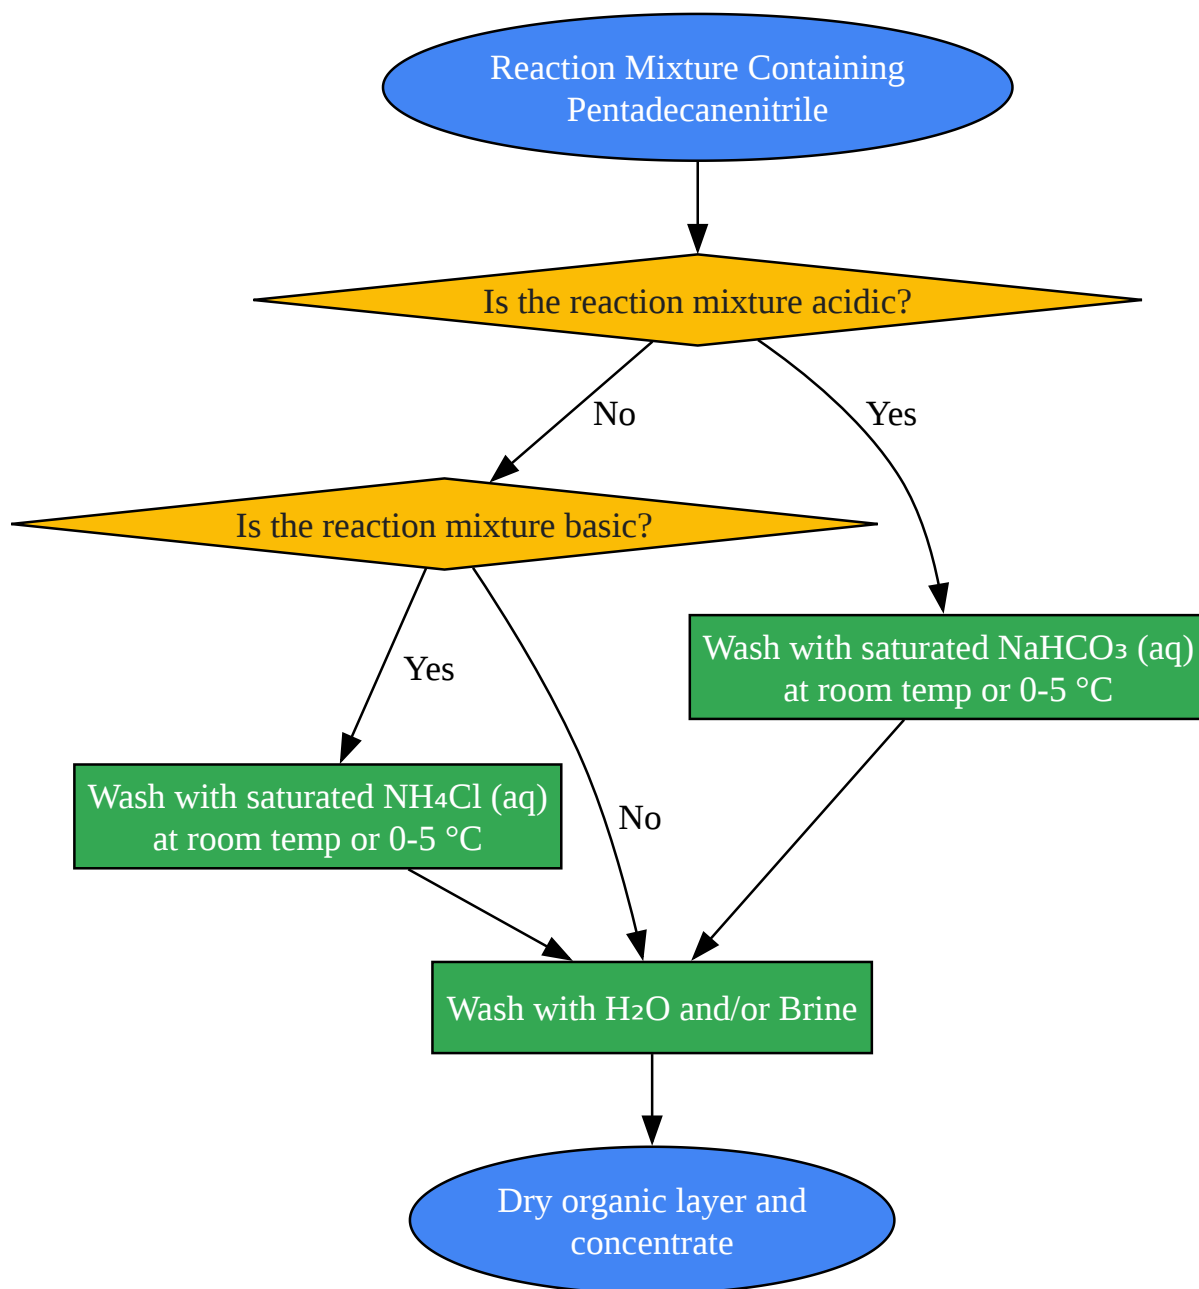 Reaction Mixture Containing
Pentadecanenitrile
Is the reaction mixture acidic?
No
Yes
Is the reaction mixture basic?
Wash with saturated NaHCO₃ (aq)
at room temp or 0-5 °C
Yes
Wash with saturated NH₄Cl (aq)
at room temp or 0-5 °C
No
Wash with H₂O and/or Brine
Dry organic layer and
concentrate